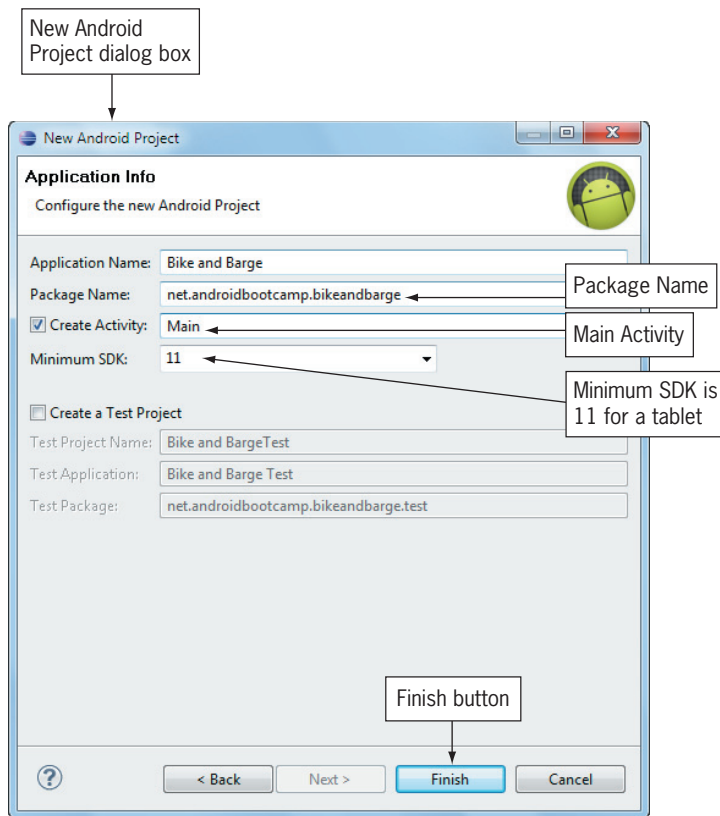 New Android
Project dialog box
New Android Project
Application Info
Configure the new Android Project
Application Name: Bike and Barge
Package Name: net.androidbootcamp.bikeandbarge
Package Name
Create Activity: Main
Main Activity
Minimum SDK: 11
Minimum SDK is
11 for a tablet
Create a Test Project
Test Project Name: Bike and BargeTest
Test Application: Bike and Barge Test
Test Package: net.androidbootcamp.bikeandbarge.test
Finish button
?
< Back Next > Finish Cancel